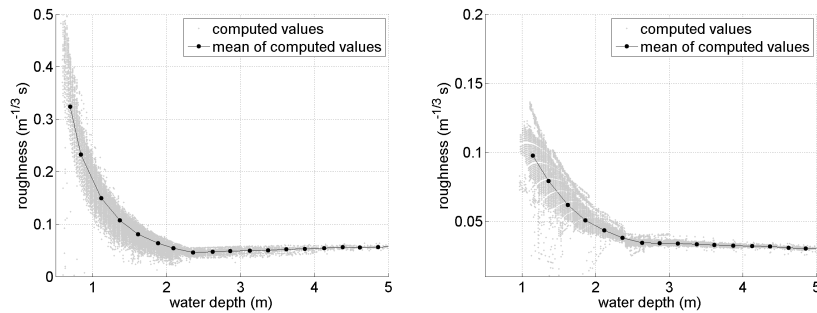 0.5
0.4
0.3
0.2
0.1
0
roughness (m-1/3 s)
computed values
mean of computed values
1
2
3
4
5
water depth (m)
0.2
0.15
0.1
0.05
roughness (m-1/3 s)
computed values
mean of computed values
1
2
3
4
5
water depth (m)